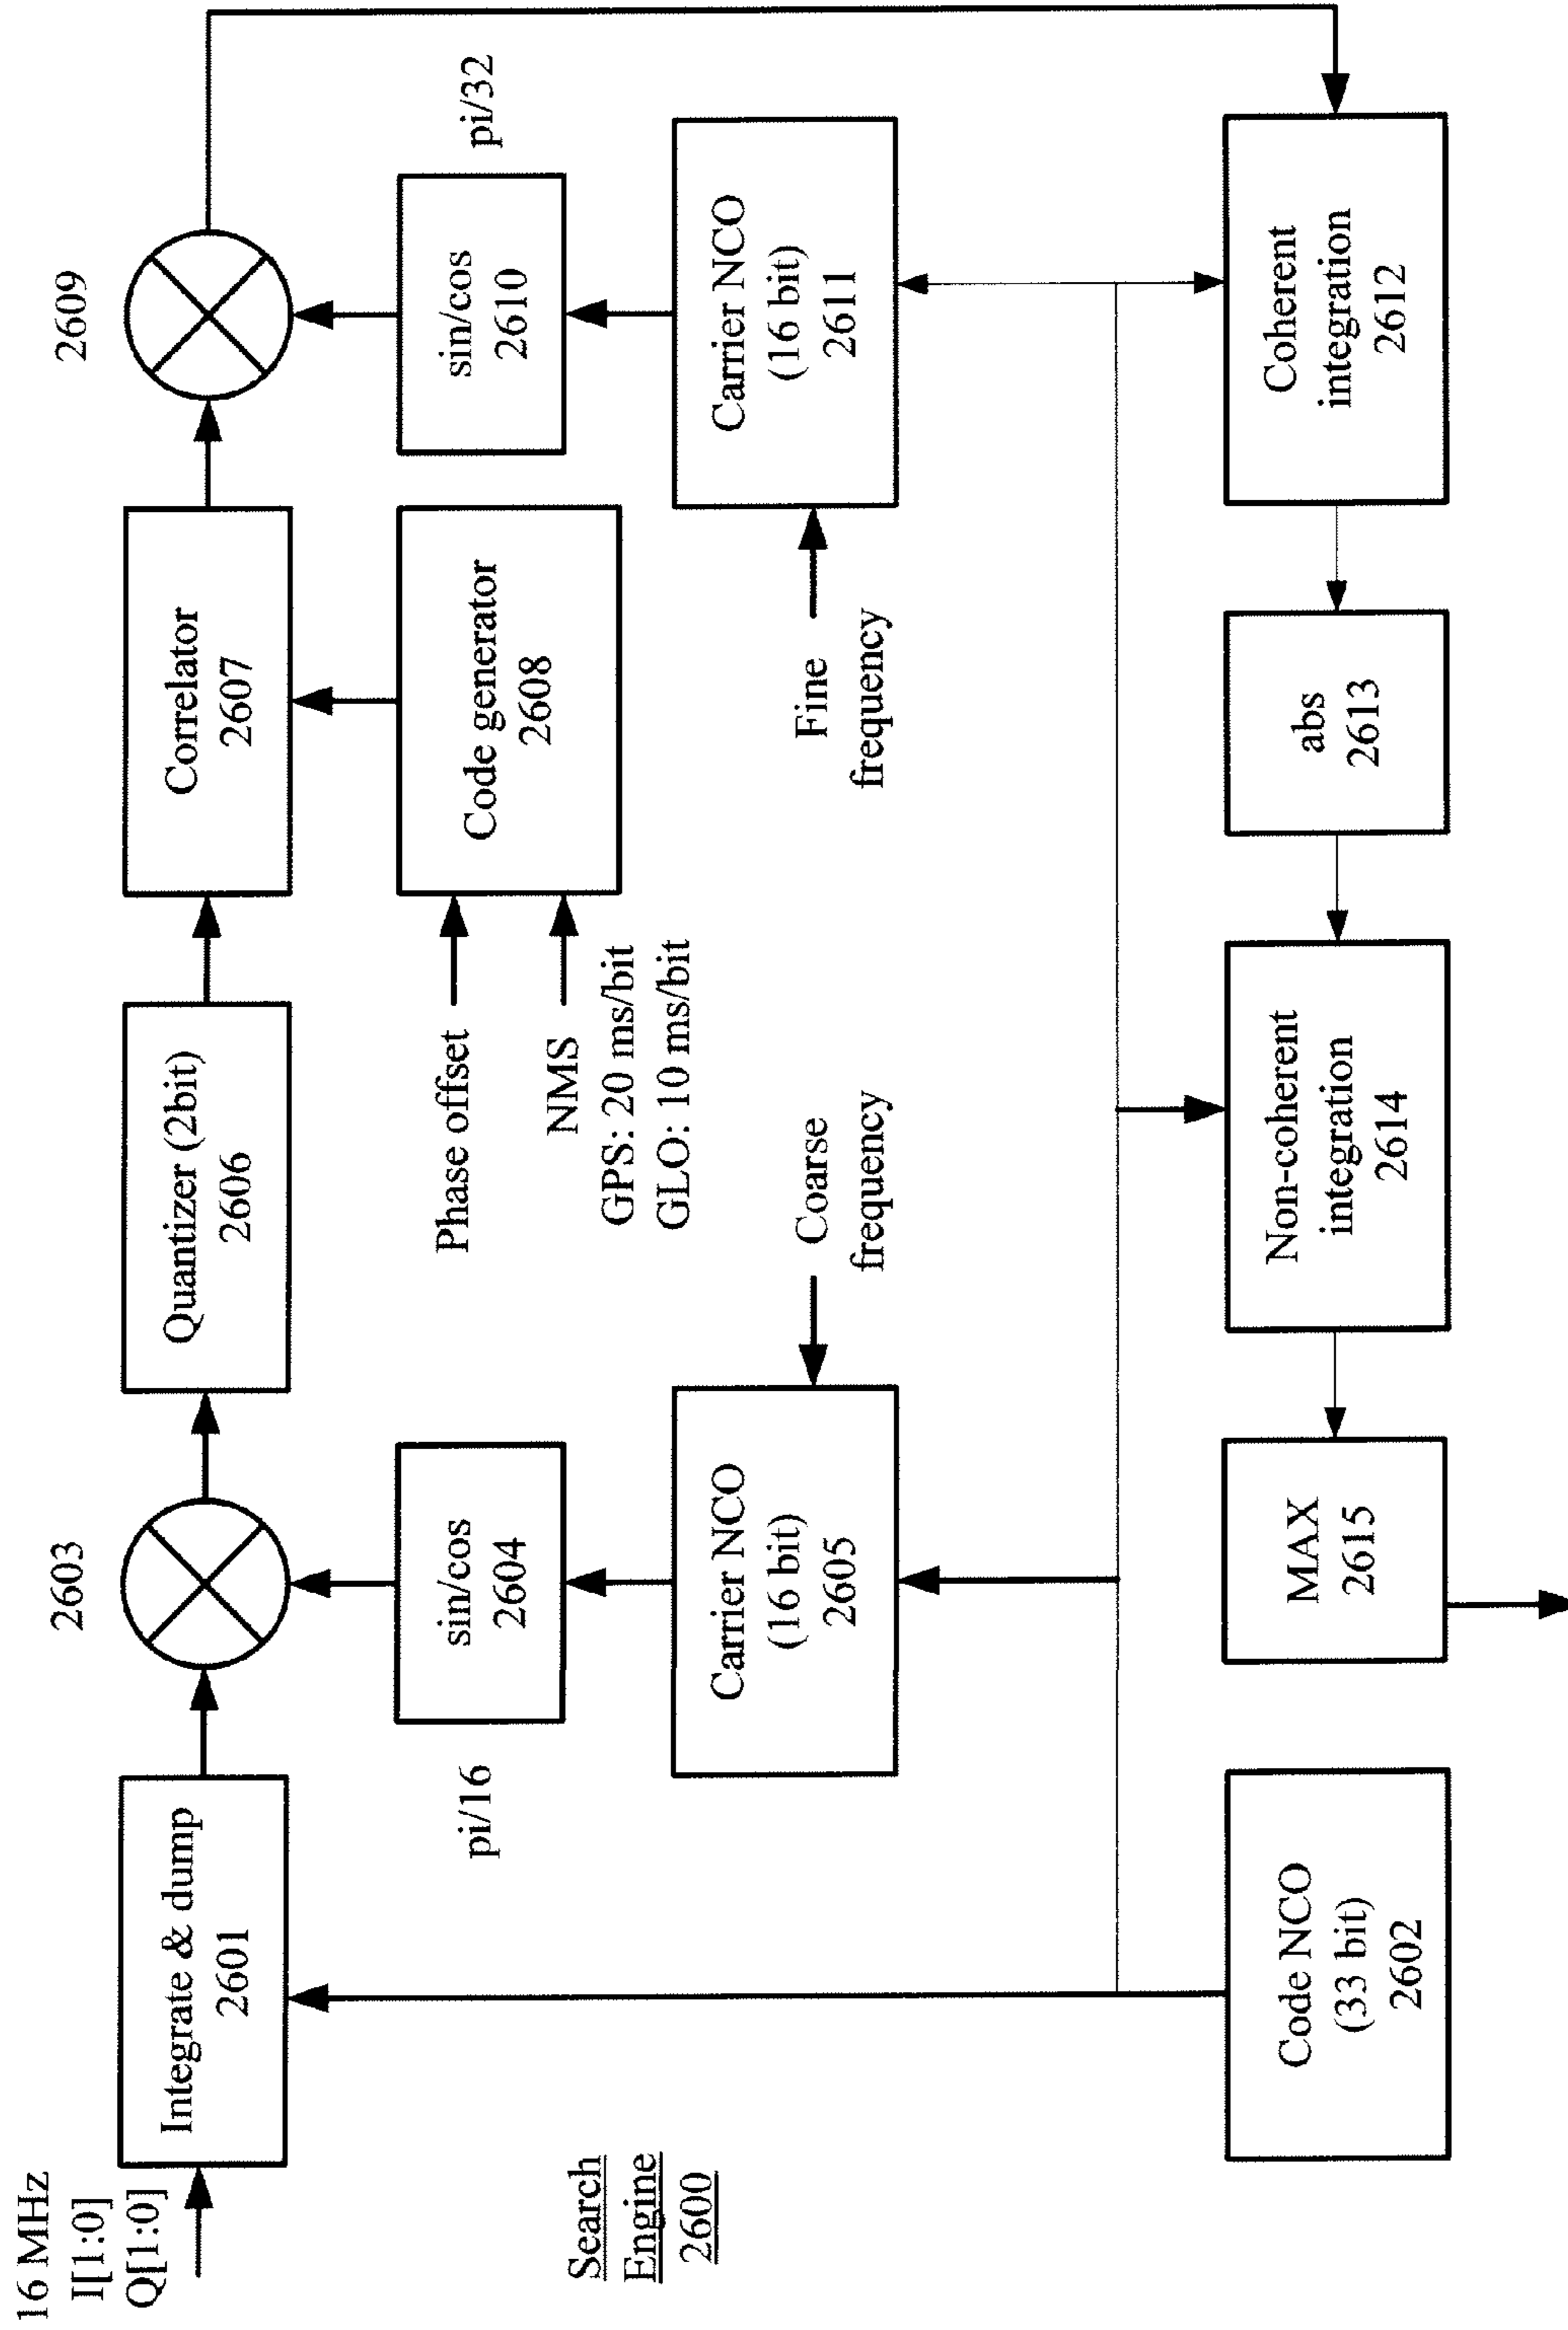 16 MHz
I[1:0]
Q[1:0]
Integrate & dump
2601
2603
Quantizer (2bit)
2606
Correlator
2607
2609
pi/16
sin/cos
2604
Phase offset
NMS
GPS: 20 ms/bit
GLO: 10 ms/bit
Code generator
2608
sin/cos
2610
pi/32
Search
Engine
2600
Carrier NCO
(16 bit)
2605
Coarse
frequency
Fine
frequency
Carrier NCO
(16 bit)
2611
Code NCO
(33 bit)
2602
MAX
2615
Non-coherent
integration
2614
abs
2613
Coherent
integration
2612